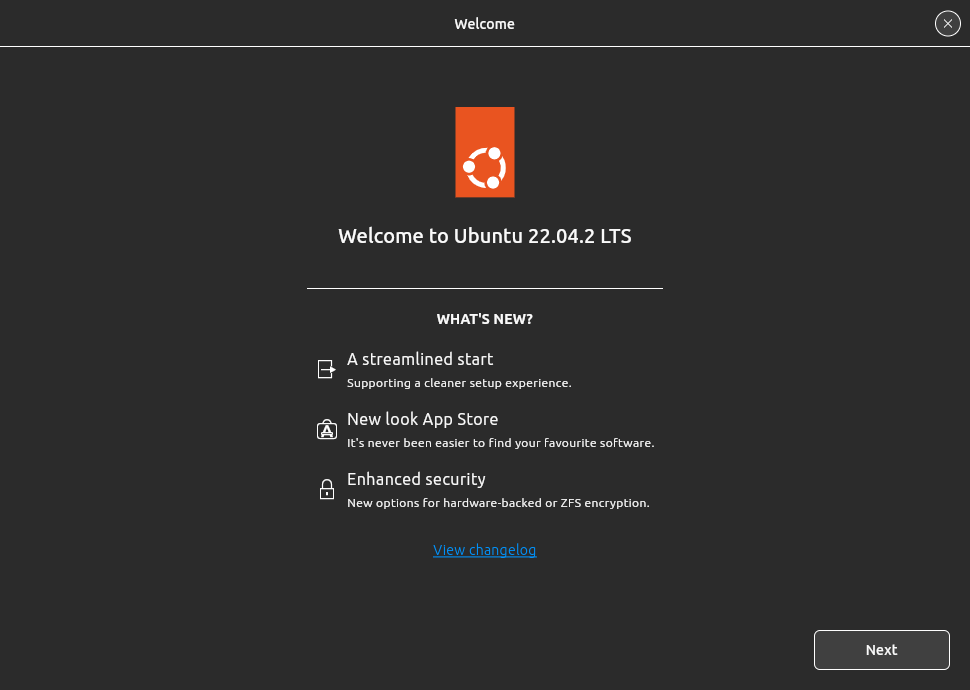 Welcome
Welcome to Ubuntu 22.04.2 LTS
WHAT'S NEW?
A streamlined start
Supporting a cleaner setup experience.
New look App Store
It's never been easier to find your favourite software.
Enhanced security
New options for hardware-backed or ZFS encryption.
View changelog
Next